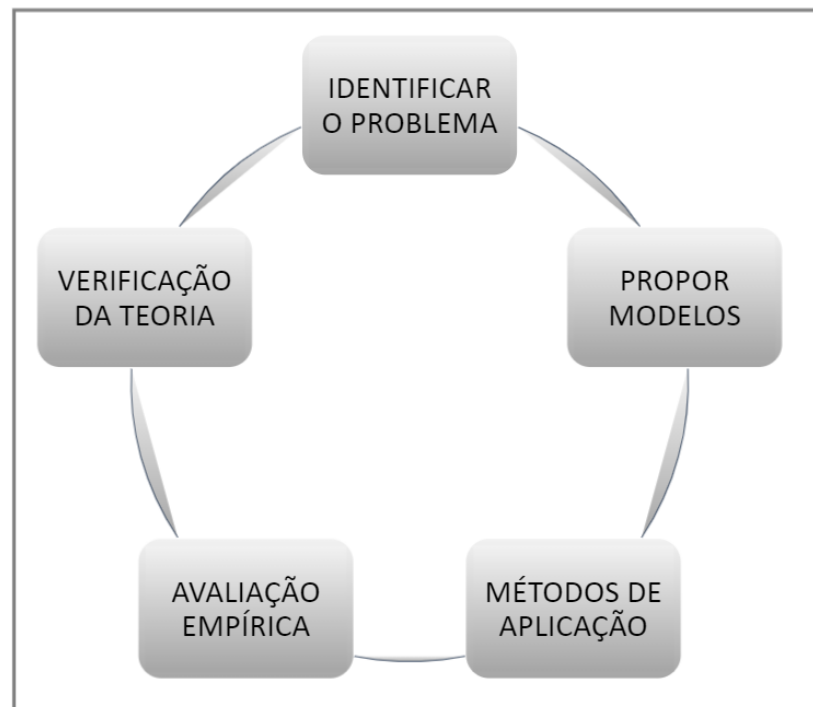 IDENTIFICAR
O PROBLEMA
PROPOR
MODELOS
MÉTODOS DE
APLICAÇÃO
AVALIAÇÃO
EMPÍRICA
VERIFICAÇÃO
DA TEORIA